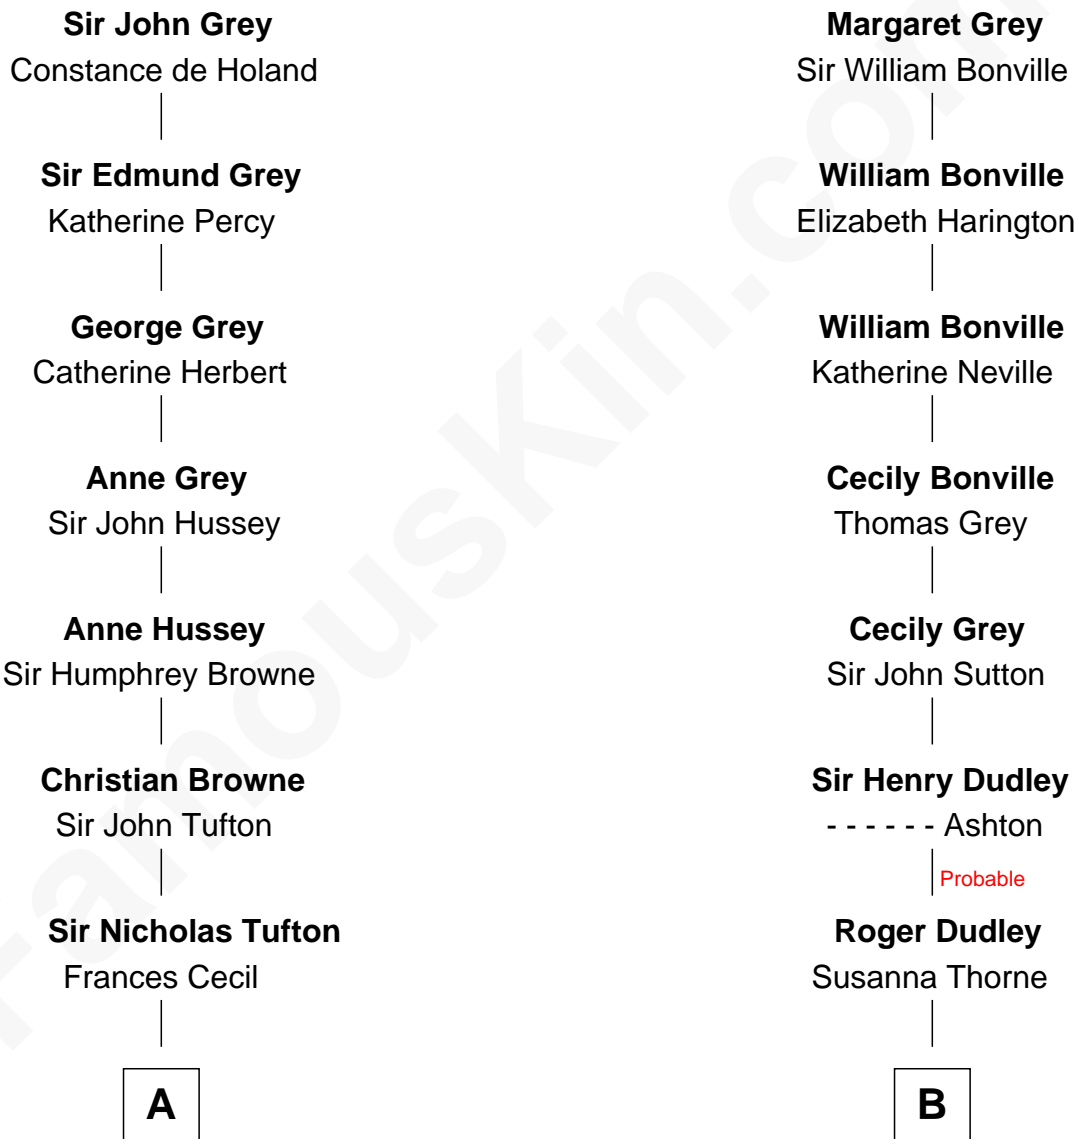 Sir John Grey
Constance de Holand
Sir Edmund Grey
Katherine Percy
George Grey
Catherine Herbert
Anne Grey
Sir John Hussey
Anne Hussey
Sir Humphrey Browne
Christian Browne
Sir John Tufton
Sir Nicholas Tufton
Frances Cecil
A
Margaret Grey
Sir William Bonville
William Bonville
Elizabeth Harington
William Bonville
Katherine Neville
Cecily Bonville
Thomas Grey
Cecily Grey
Sir John Sutton
Sir Henry Dudley
- - - - - - Ashton
Probable
Roger Dudley
Susanna Thorne
B
FamousKin.com